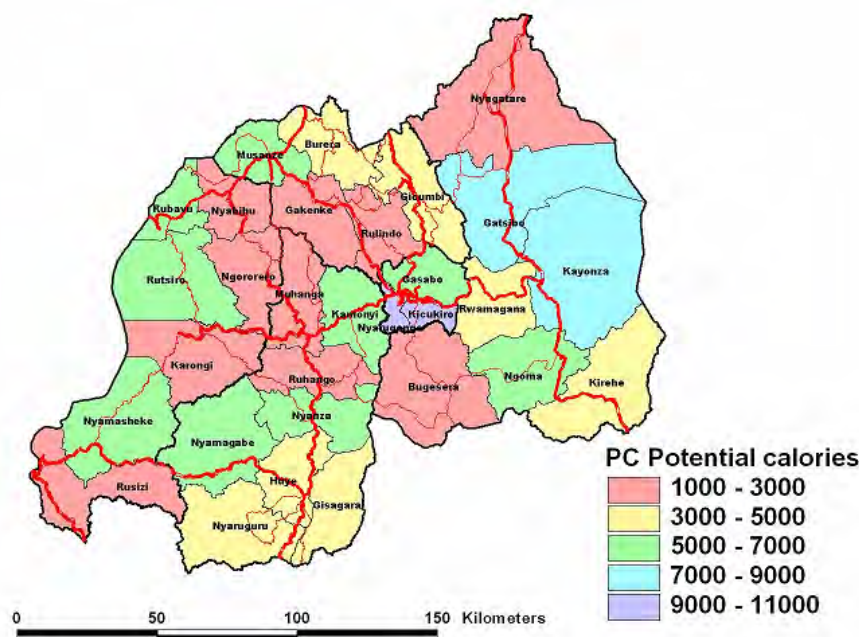 Nyagatare
Burera
Musanze
Gicumbi
Rubavu
Nyabihu
Gakenke
Rulindo
Gatsibo
Kayonza
Rutsiro
Ngororero
Muhanga
Gasabo
Kamonyi
Kicukiro
Rwamagana
Karongi
Ruhango
Bugesera
Ngoma
Kirehe
Nyamasheke
Nyamagabe
Nyanza
Rusizi
Huye
Gisagara
Nyaruguru
PC Potential calories
1000 - 3000
3000 - 5000
5000 - 7000
7000 - 9000
9000 - 11000
0 50 100 150 Kilometers